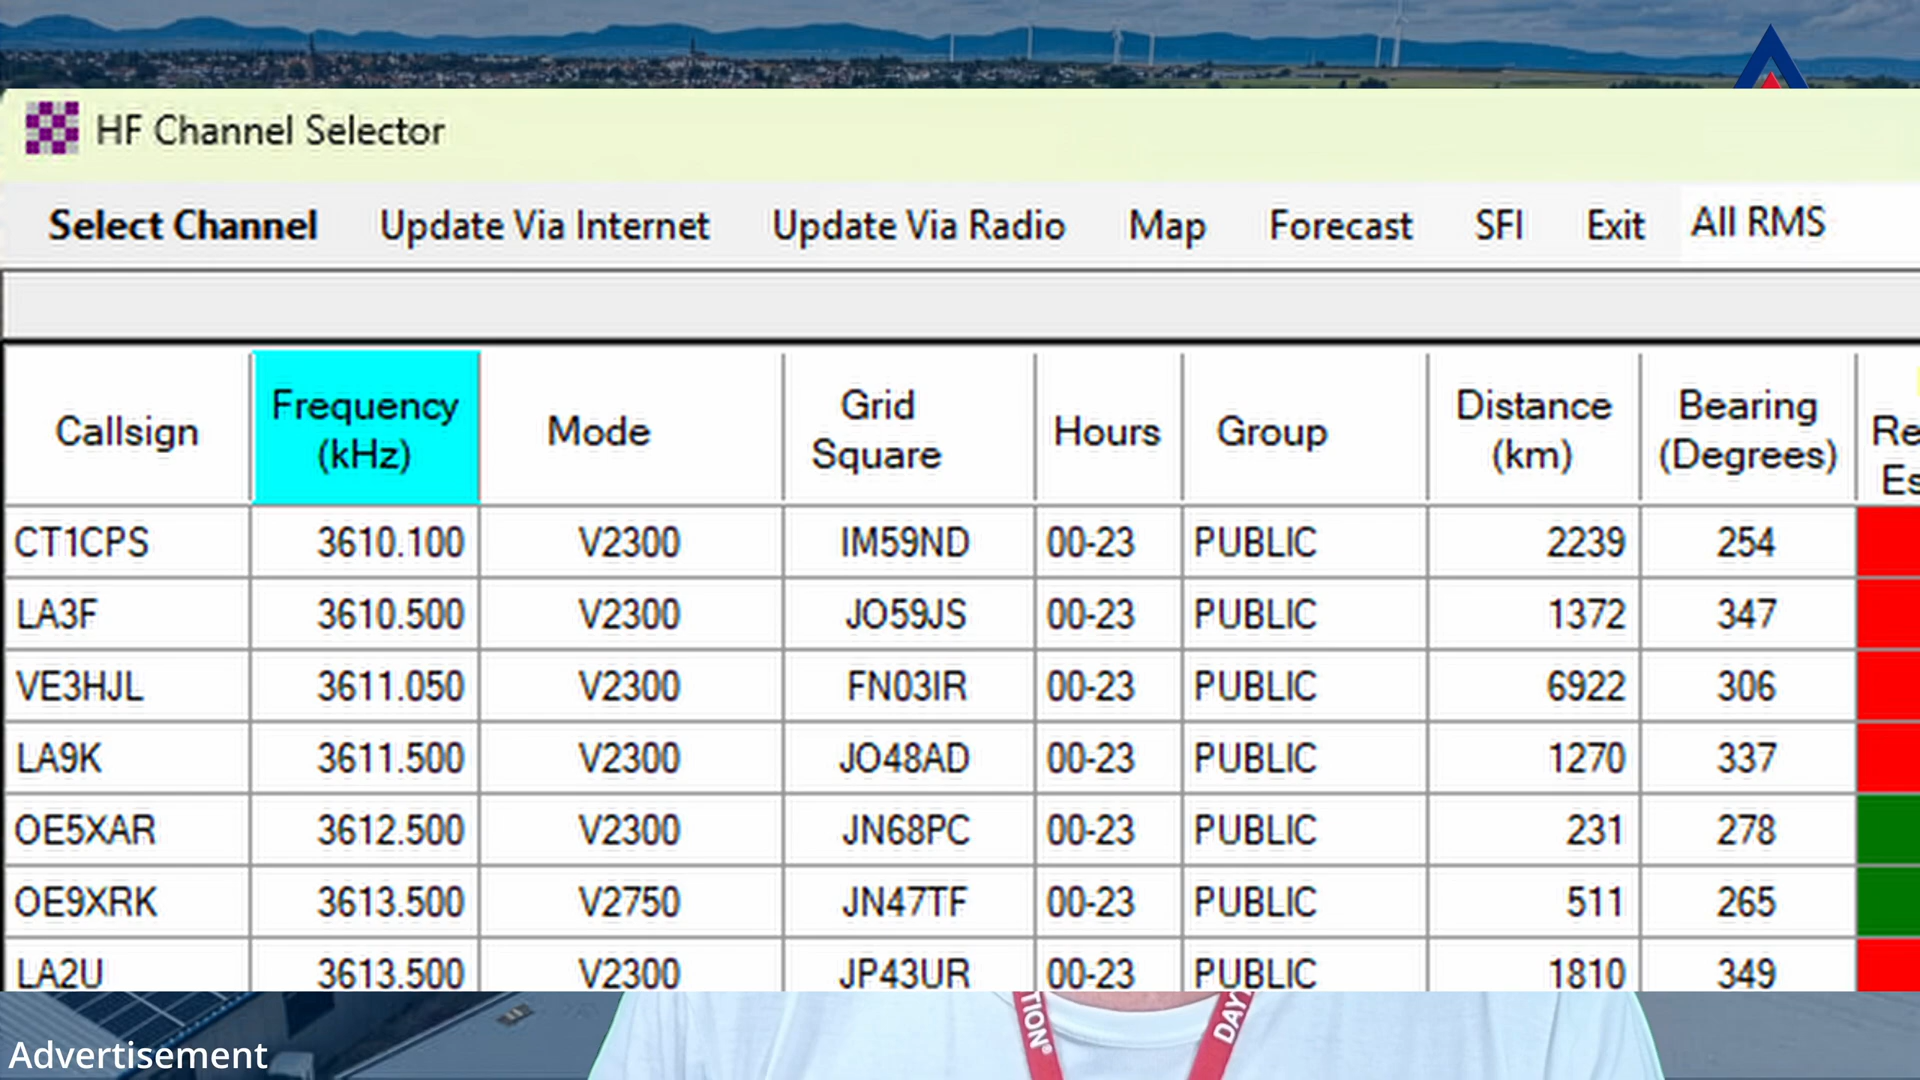 HF Channel Selector
Select Channel Update Via Internet Update Via Radio Map Forecast SFI Exit All RMS
Callsign Frequency (kHz) Mode Grid Square Hours Group Distance (km) Bearing (Degrees)
CT1CPS 3610.100 V2300 IM59ND 00-23 PUBLIC 2239 254
LA3F 3610.500 V2300 JO59JS 00-23 PUBLIC 1372 347
VE3HJL 3611.050 V2300 FN03IR 00-23 PUBLIC 6922 306
LA9K 3611.500 V2300 JO48AD 00-23 PUBLIC 1270 337
OE5XAR 3612.500 V2300 JN68PC 00-23 PUBLIC 231 278
OE9XRK 3613.500 V2750 JN47TF 00-23 PUBLIC 511 265
LA2U 3613.500 V2300 JP43UR 00-23 PUBLIC 1810 349
TION®
DAY
Advertisement